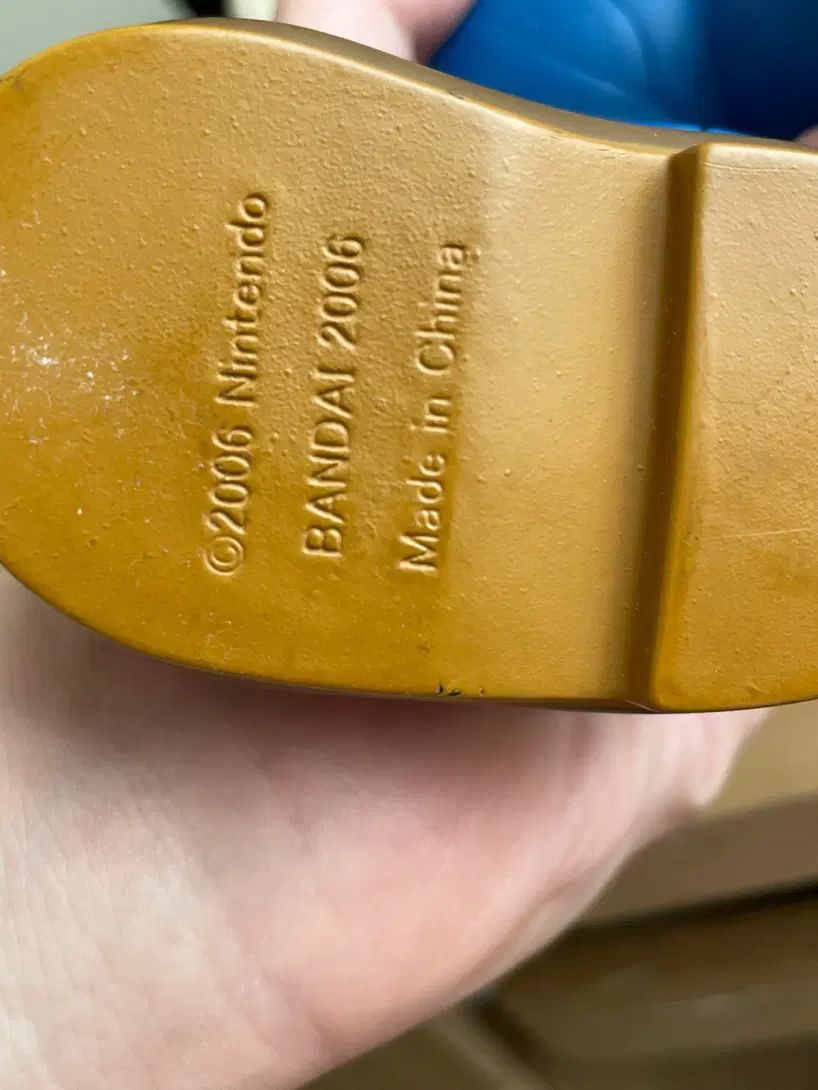 ©2006 Nintendo
BANDAI 2006
Made in China